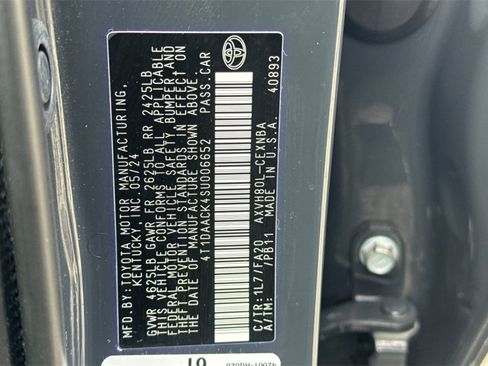 MFD.BY:TOYOTA MOTOR MANUFACTURING,
KENTUCKY, INC. 05/24
GVWR 4625LB GAWR FR 2625LB RR 2425LB
THIS VEHICLE CONFORMS TO ALL APPLICABLE
FEDERAL MOTOR VEHICLE SAFETY, BUMPER AND
THEFT PREVENTION STANDARDS IN EFFECT ON
THE DATE OF MANUFACTURE SHOWN ABOVE.
4T1DAACK4SU006652 PASS.CAR
C/TR:1L7/FA20 AXVH80L-CEXNBA
/PB11 MADE IN U.S.A. 40893